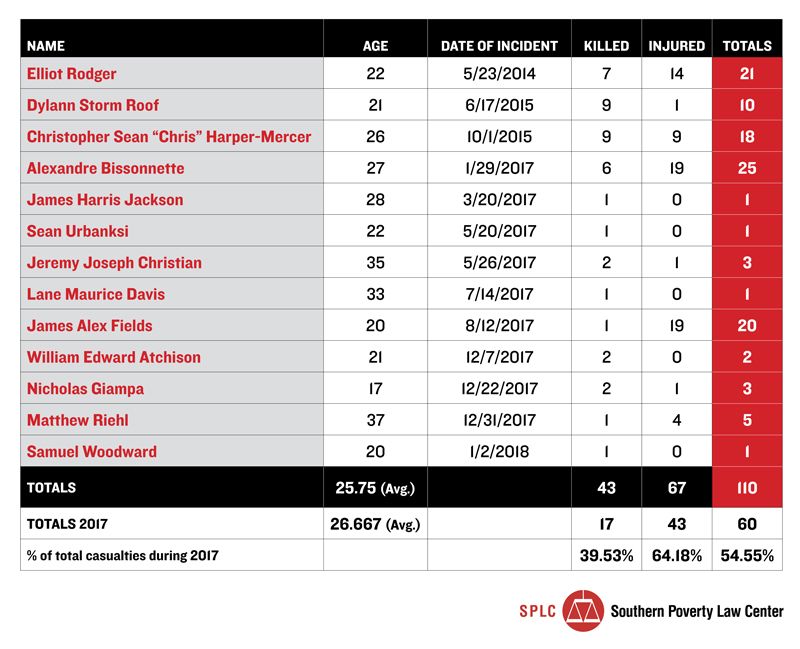 NAME AGE DATE OF INCIDENT KILLED INJURED TOTALS
Elliot Rodger 22 5/23/2014 7 14 21
Dylann Storm Roof 21 6/17/2015 9 1 10
Christopher Sean “Chris” Harper-Mercer 26 10/1/2015 9 9 18
Alexandre Bissonnette 27 1/29/2017 6 19 25
James Harris Jackson 28 3/20/2017 1 0 1
Sean Urbanksi 22 5/20/2017 1 0 1
Jeremy Joseph Christian 35 5/26/2017 2 1 3
Lane Maurice Davis 33 7/14/2017 1 0 1
James Alex Fields 20 8/12/2017 1 19 20
William Edward Atchison 21 12/7/2017 2 0 2
Nicholas Giampa 17 12/22/2017 2 1 3
Matthew Riehl 37 12/31/2017 1 4 5
Samuel Woodward 20 1/2/2018 1 0 1
TOTALS 25.75 (Avg.) 43 67 110
TOTALS 2017 26.667 (Avg.) 17 43 60
% of total casualties during 2017 39.53% 64.18% 54.55%
SPLC Southern Poverty Law Center